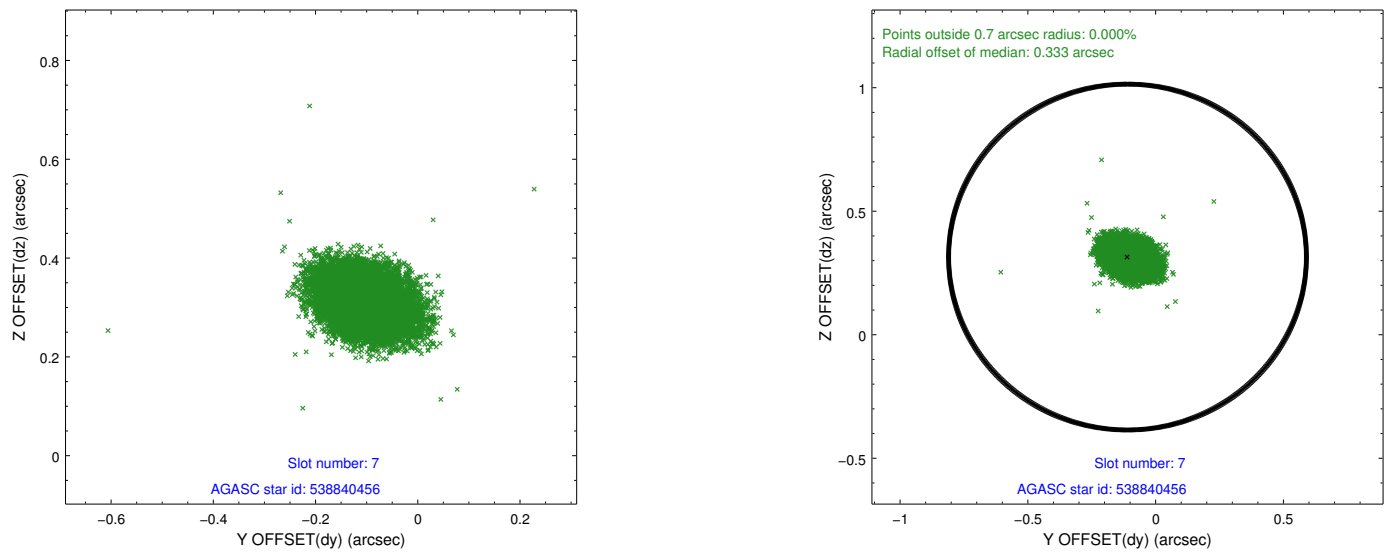 0.8
0.6
0.4
0.2
0
−0.6
−0.4
−0.2
0
0.2
Z OFFSET(dz) (arcsec)
Y OFFSET(dy) (arcsec)
Slot number: 7
AGASC star id: 538840456
Points outside 0.7 arcsec radius: 0.000%
Radial offset of median: 0.333 arcsec
1
0.5
0
−0.5
−1
−0.5
0
0.5
Z OFFSET(dz) (arcsec)
Y OFFSET(dy) (arcsec)
Slot number: 7
AGASC star id: 538840456